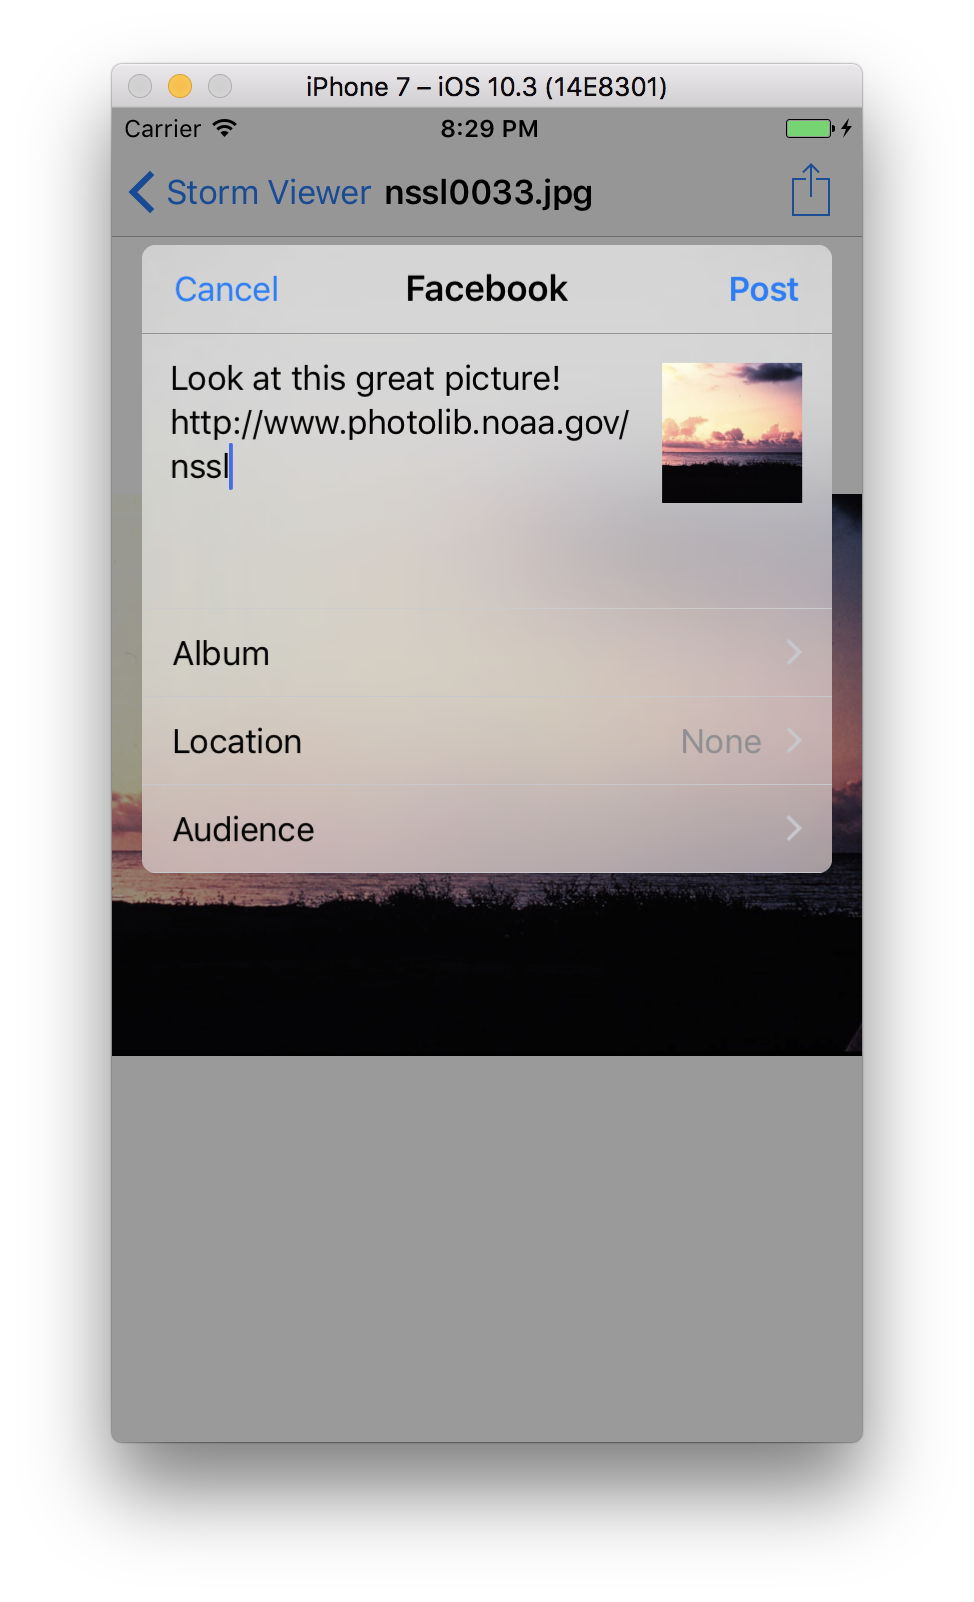 iPhone 7 – iOS 10.3 (14E8301)
Carrier 8:29 PM
Storm Viewer nssl0033.jpg
Cancel Facebook Post
Look at this great picture!
http://www.photolib.noaa.gov/
nssl
Album
Location None
Audience